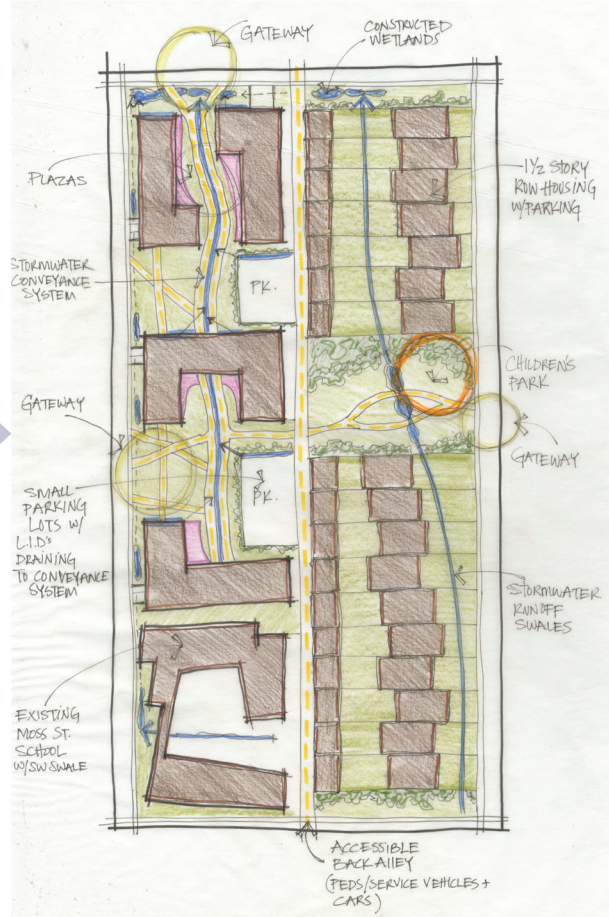 GATEWAY
CONSTRUCTED
WETLANDS
PLAZAS
1½ STORY
ROW HOUSING
W/PARKING
STORMWATER
CONVEYANCE
SYSTEM
PK.
CHILDREN'S
PARK
GATEWAY
GATEWAY
SMALL
PARKING
LOTS W/
L.I.D's
DRAINING
TO CONVEYANCE
SYSTEM
PK.
STORMWATER
RUNOFF
SWALES
EXISTING
MOSS ST.
SCHOOL
W/SW SWALE
ACCESSIBLE
BACK ALLEY
(PEDS/SERVICE VEHICLES +
CARS)